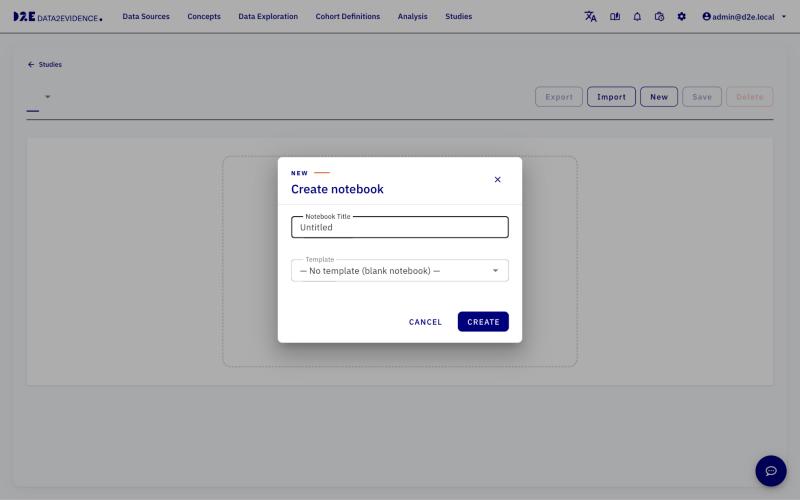 D2E DATA2EVIDENCE. Data Sources Concepts Data Exploration Cohort Definitions Analysis Studies admin@d2e.local
Studies
Export Import New Save Delete
NEW
Create notebook
Notebook Title
Untitled
Template
— No template (blank notebook) —
CANCEL CREATE